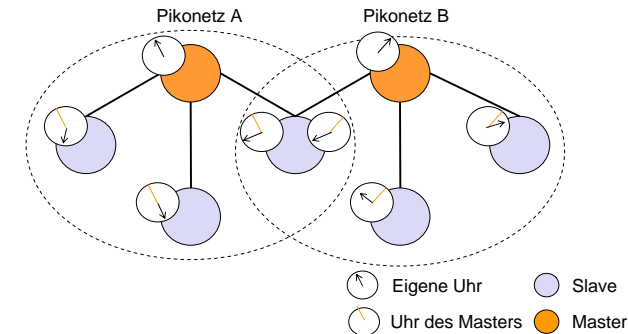 Pikonetz A
Pikonetz B
Eigene Uhr
Slave
Uhr des Masters
Master